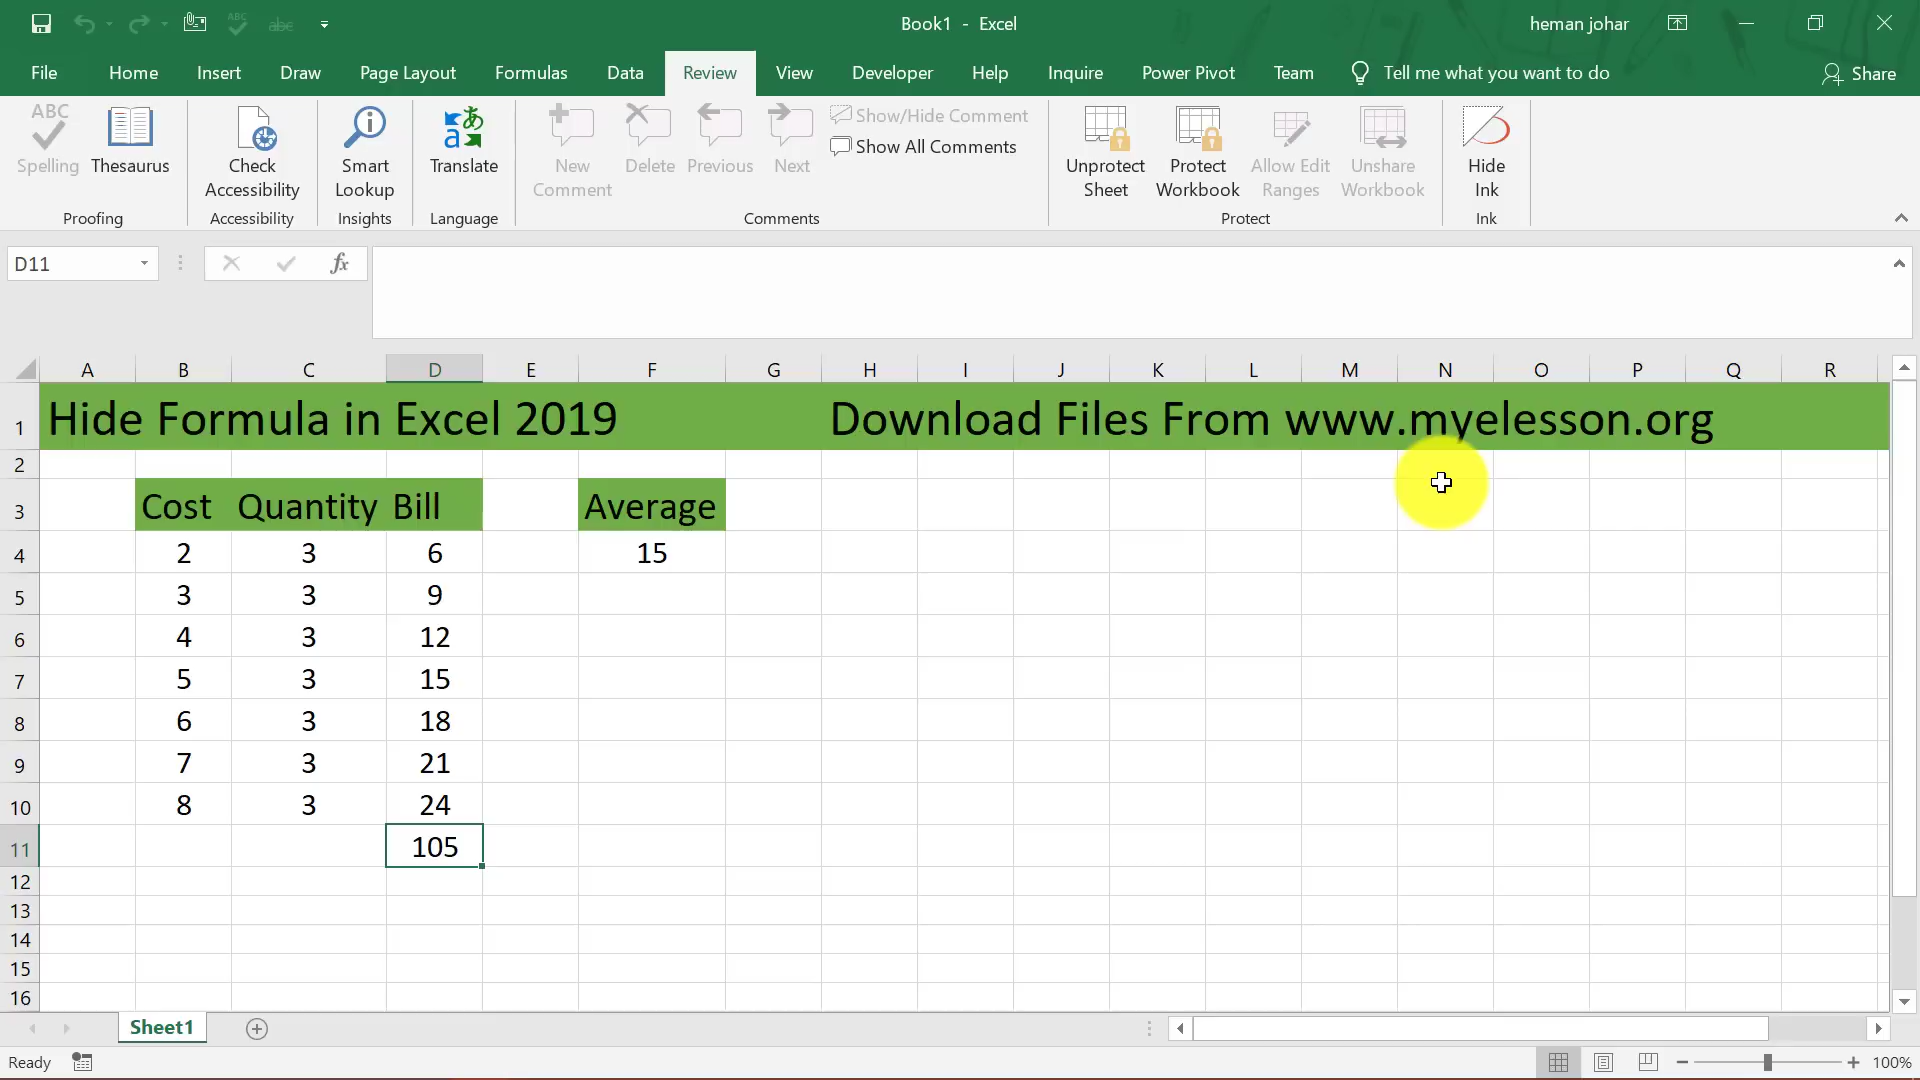 Book1 - Excel
heman johar
File Home Insert Draw Page Layout Formulas Data Review View Developer Help Inquire Power Pivot Team Tell me what you want to do Share
ABC
Spelling
Thesaurus
Proofing
Check Accessibility
Accessibility
Smart Lookup
Insights
Translate
Language
New Comment
Delete
Previous
Next
Show/Hide Comment
Show All Comments
Comments
Unprotect Sheet
Protect Workbook
Allow Edit Ranges
Unshare Workbook
Protect
Hide Ink
Ink
D11
fx
A B C D E F G H I J K L M N O P Q R
1 Hide Formula in Excel 2019 Download Files From www.myelesson.org
2
3 Cost Quantity Bill Average
4 2 3 6 15
5 3 3 9
6 4 3 12
7 5 3 15
8 6 3 18
9 7 3 21
10 8 3 24
11 105
12
13
14
15
16
Sheet1
Ready
100%